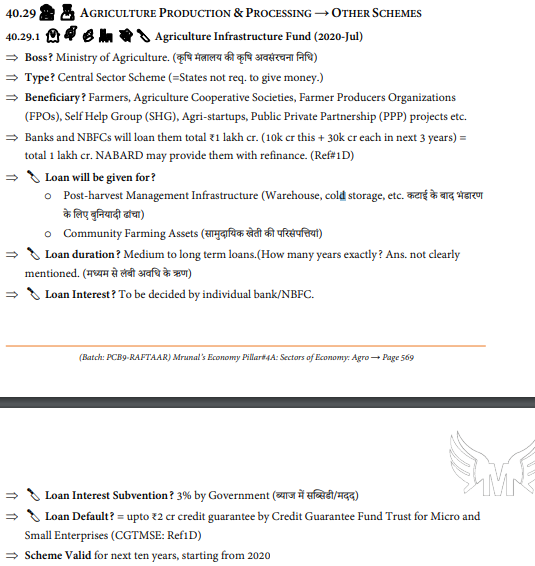 40.29 AGRICULTURE PRODUCTION & PROCESSING → OTHER SCHEMES
40.29.1 Agriculture Infrastructure Fund (2020-Jul)
⇒ Boss? Ministry of Agriculture. (कृषि मंत्रालय की कृषि अवसंरचना निधि)
⇒ Type? Central Sector Scheme (=States not req. to give money.)
⇒ Beneficiary? Farmers, Agriculture Cooperative Societies, Farmer Producers Organizations
(FPOs), Self Help Group (SHG), Agri-startups, Public Private Partnership (PPP) projects etc.
⇒ Banks and NBFCs will loan them total ₹1 lakh cr. (10k cr this + 30k cr each in next 3 years) =
total 1 lakh cr. NABARD may provide them with refinance. (Ref#1D)
⇒ Loan will be given for?
o Post-harvest Management Infrastructure (Warehouse, cold storage, etc. कटाई के बाद भंडारण
के लिए बुनियादी ढांचा)
o Community Farming Assets (सामुदायिक खेती की परिसंपत्तियां)
⇒ Loan duration? Medium to long term loans.(How many years exactly? Ans. not clearly
mentioned. (मध्यम से लंबी अवधि के ऋण)
⇒ Loan Interest? To be decided by individual bank/NBFC.
(Batch: PCB9-RAFTAAR) Mrunal's Economy Pillar#4A: Sectors of Economy: Agro → Page 569
M
⇒ Loan Interest Subvention? 3% by Government (ब्याज में सब्सिडी/मदद)
⇒ Loan Default? = upto ₹2 cr credit guarantee by Credit Guarantee Fund Trust for Micro and
Small Enterprises (CGTMSE: Ref1D)
⇒ Scheme Valid for next ten years, starting from 2020